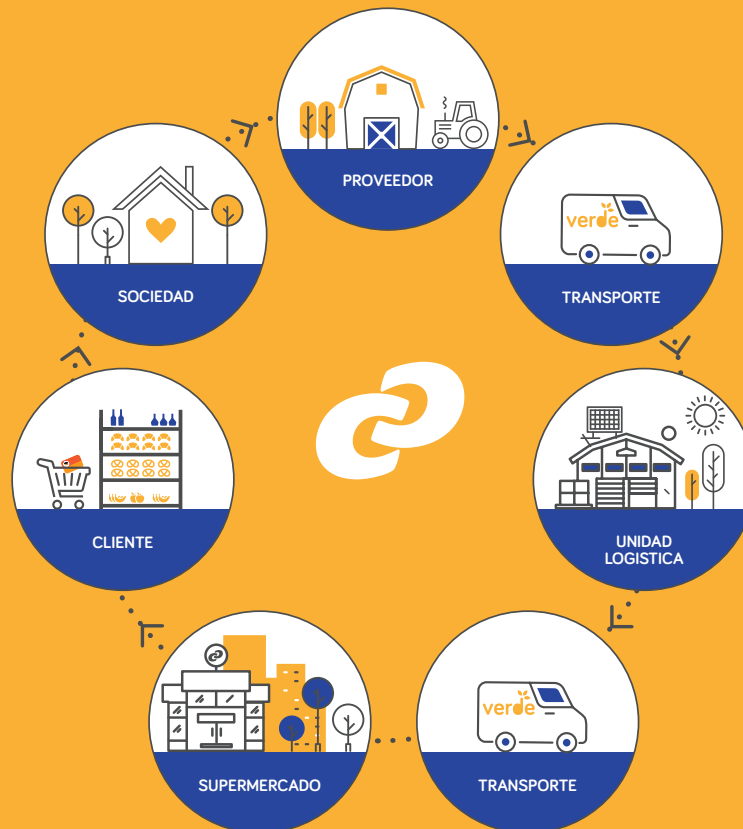 PROVEEDOR
verde
TRANSPORTE
UNIDAD
LOGISTICA
verde
TRANSPORTE
SUPERMERCADO
CLIENTE
SOCIEDAD